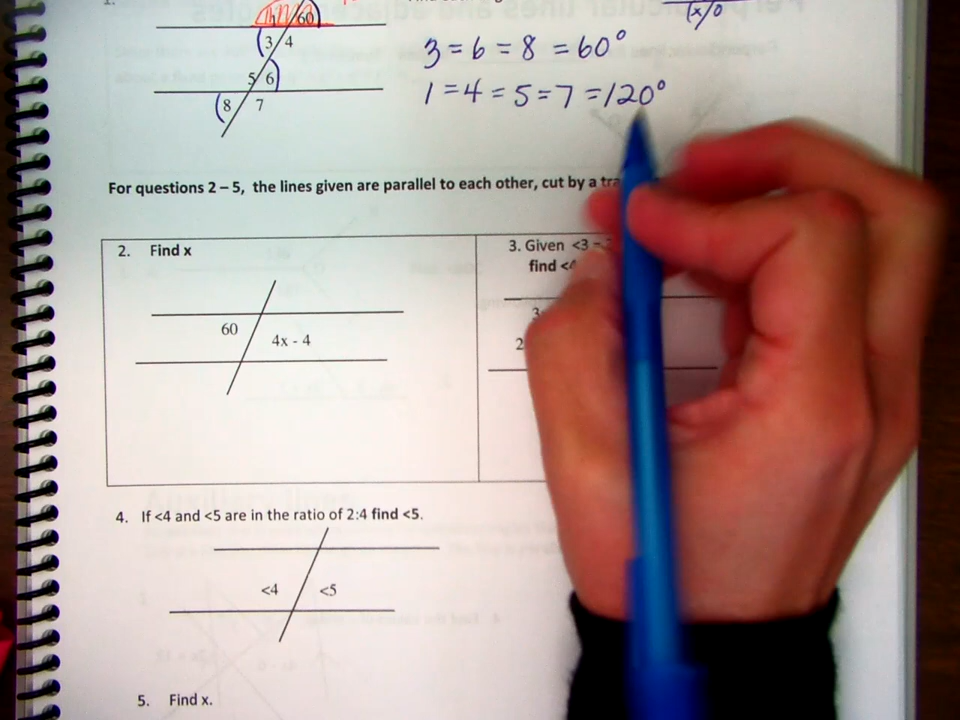 60
3 4
5 6
8 7
3 = 6 = 8 = 60°
1 = 4 = 5 = 7 = 120°
For questions 2 – 5, the lines given are parallel to each other, cut by a
2. Find x
60
4x - 4
3. Given <3
find
3
2
4. If <4 and <5 are in the ratio of 2:4 find <5.
<4 <5
5. Find x.